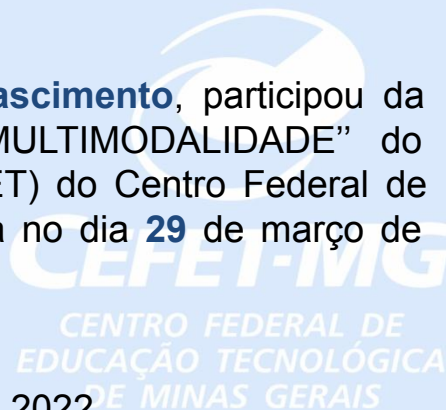 ascimento, participou da
MULTIMODALIDADE” do
ET) do Centro Federal de
a no dia 29 de março de
CEFET-MG
CENTRO FEDERAL DE
EDUCAÇÃO TECNOLÓGICA
DE MINAS GERAIS
2022